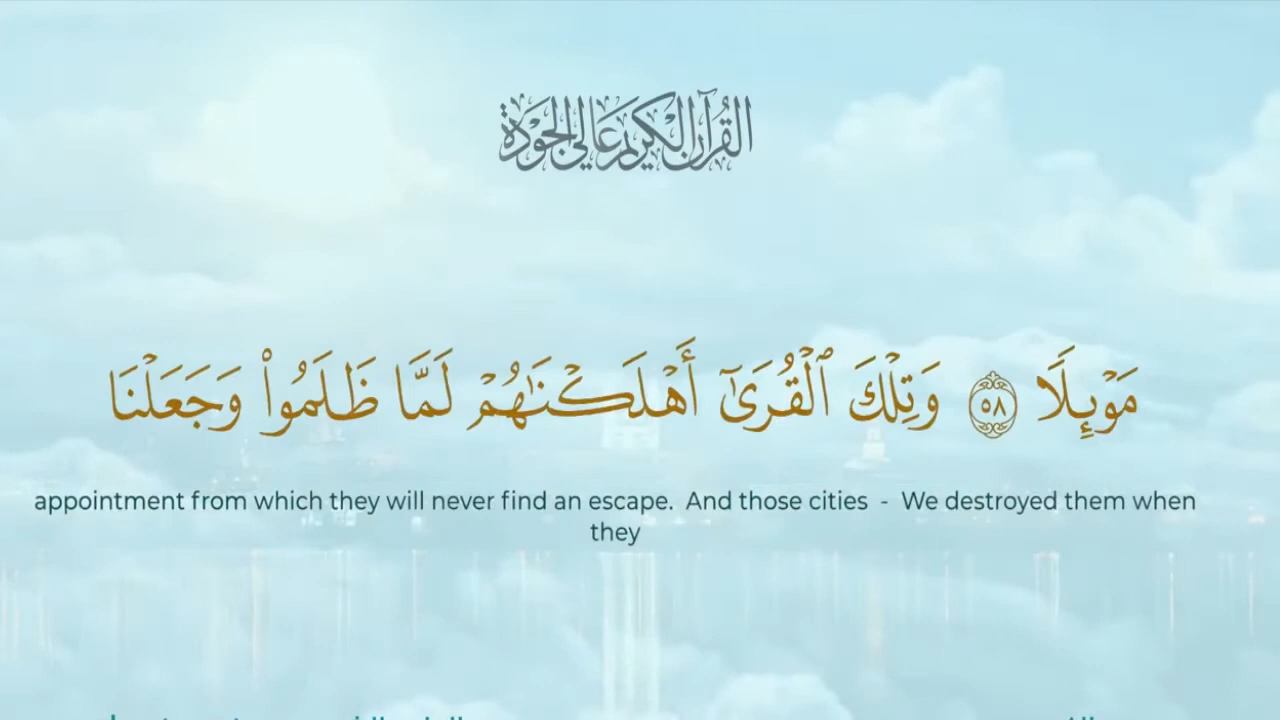 القرآن الكريم عالي الجودة
مَوْئِلًا ٥٨ وَتِلْكَ ٱلْقُرَىٰٓ أَهْلَكْنَٰهُمْ لَمَّا ظَلَمُوا۟ وَجَعَلْنَا
appointment from which they will never find an escape. And those cities - We destroyed them when
they